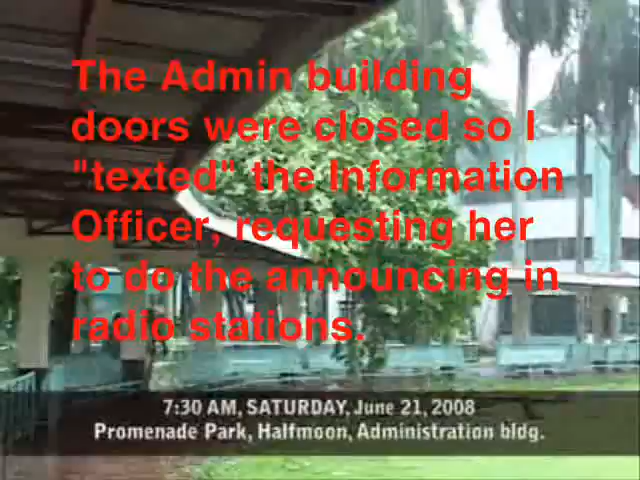 The Admin building
doors were closed so I
"texted" the Information
Officer, requesting her
to do the announcing in
radio stations.
7:30 AM, SATURDAY, June 21, 2008
Promenade Park, Halfmoon, Administration bldg.